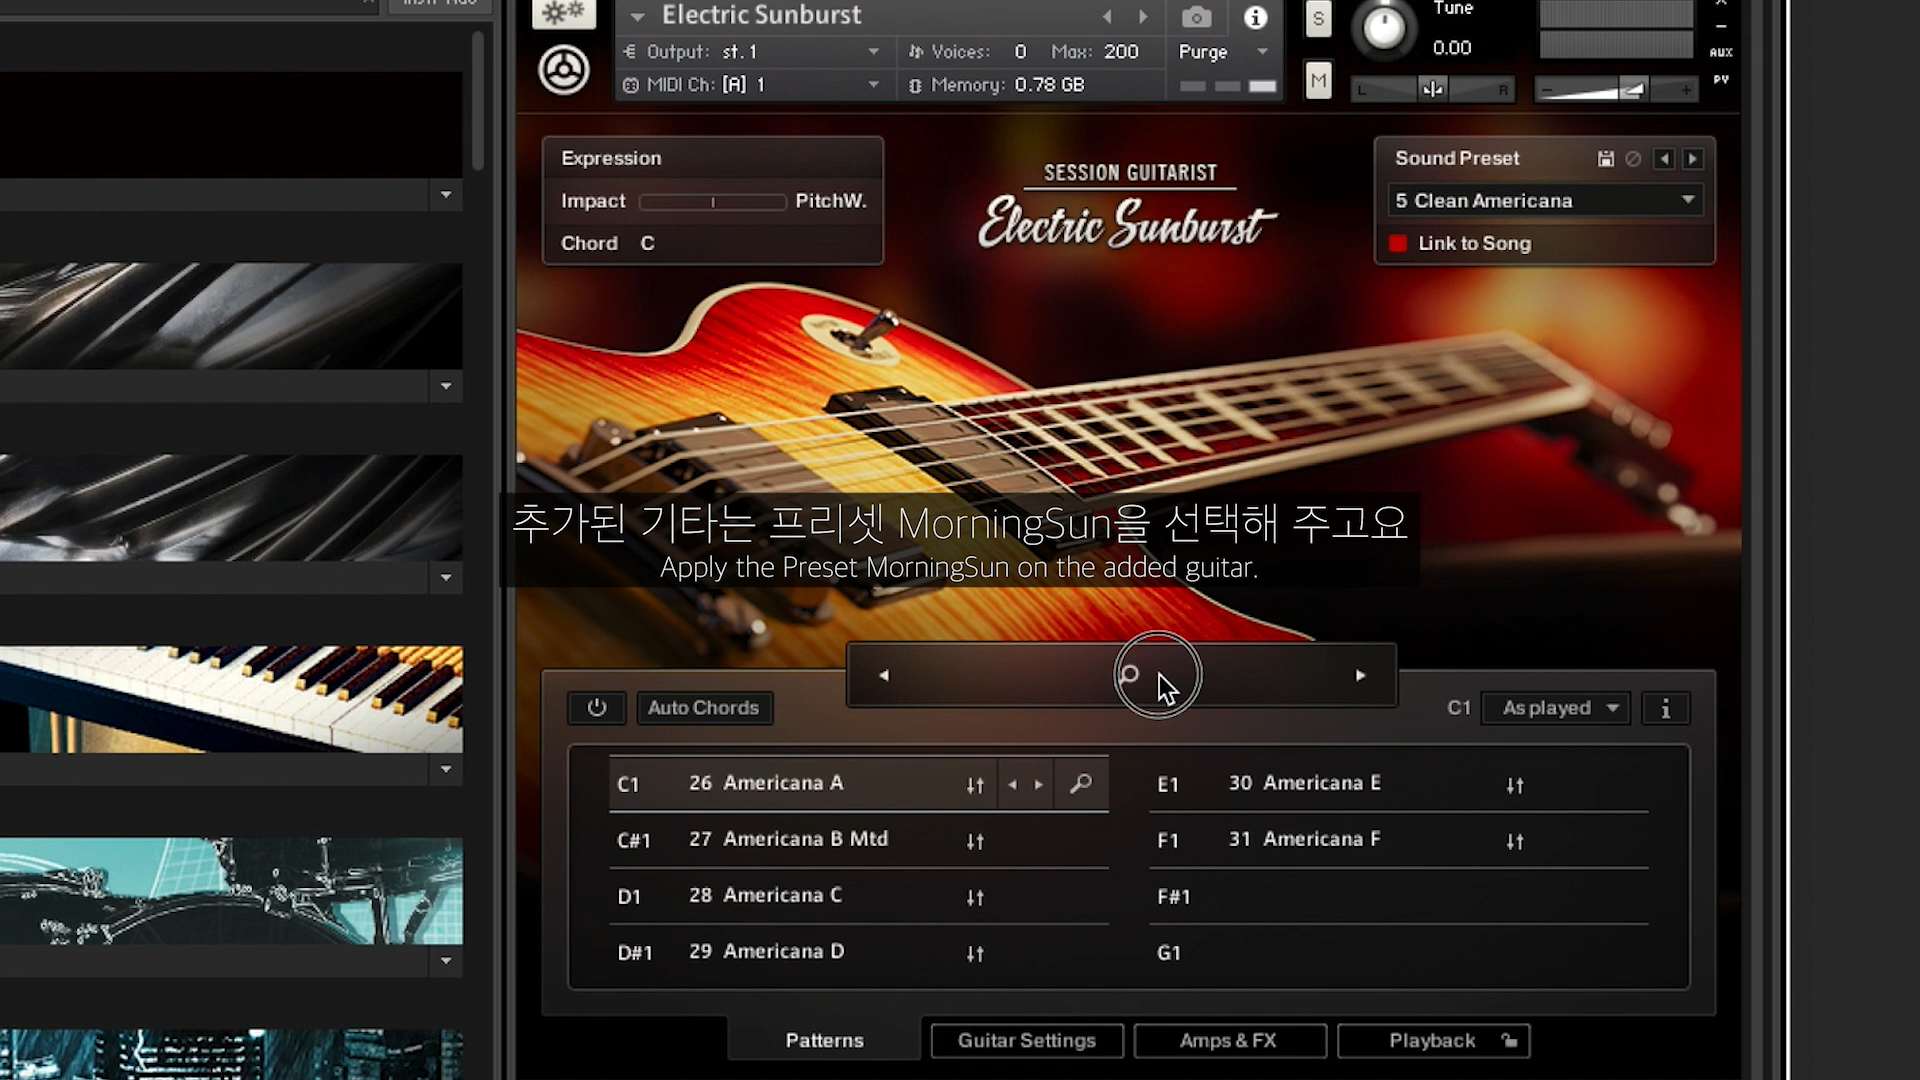 Electric Sunburst
Output: st.1
Voices: 0 Max: 200
Purge
MIDI Ch: [A] 1
Memory: 0.78 GB
S
M
Tune
0.00
L
R
AUX
PV
Expression
Impact
PitchW.
Chord C
SESSION GUITARIST
Electric Sunburst
Sound Preset
5 Clean Americana
Link to Song
추가된 기타는 프리셋 MorningSun을 선택해 주고요
Apply the Preset MorningSun on the added guitar.
Auto Chords
C1
As played
C1 26 Americana A
C#1 27 Americana B Mtd
D1 28 Americana C
D#1 29 Americana D
E1 30 Americana E
F1 31 Americana F
F#1
G1
Patterns
Guitar Settings
Amps & FX
Playback